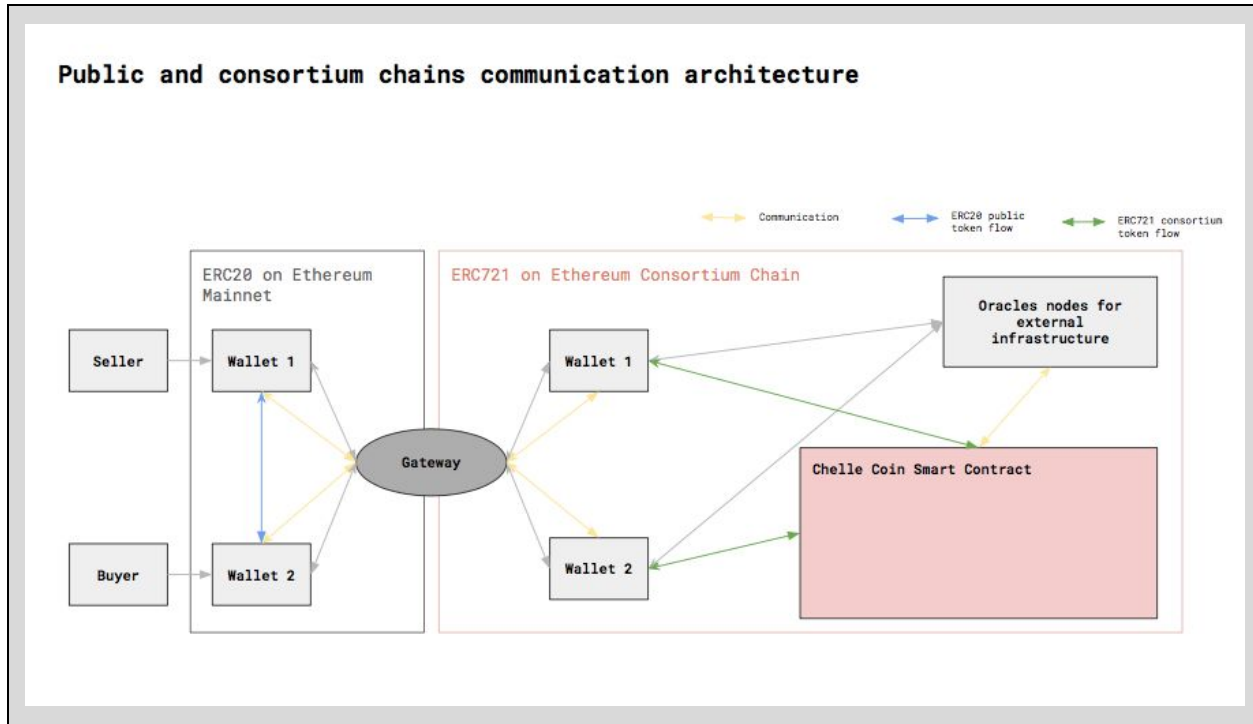 Public and consortium chains communication architecture
Communication
ERC20 public
token flow
ERC721 consortium
token flow
ERC20 on Ethereum
Mainnet
ERC721 on Ethereum Consortium Chain
Oracles nodes for
external
infrastructure
Seller
Wallet 1
Wallet 1
Gateway
Chelle Coin Smart Contract
Buyer
Wallet 2
Wallet 2